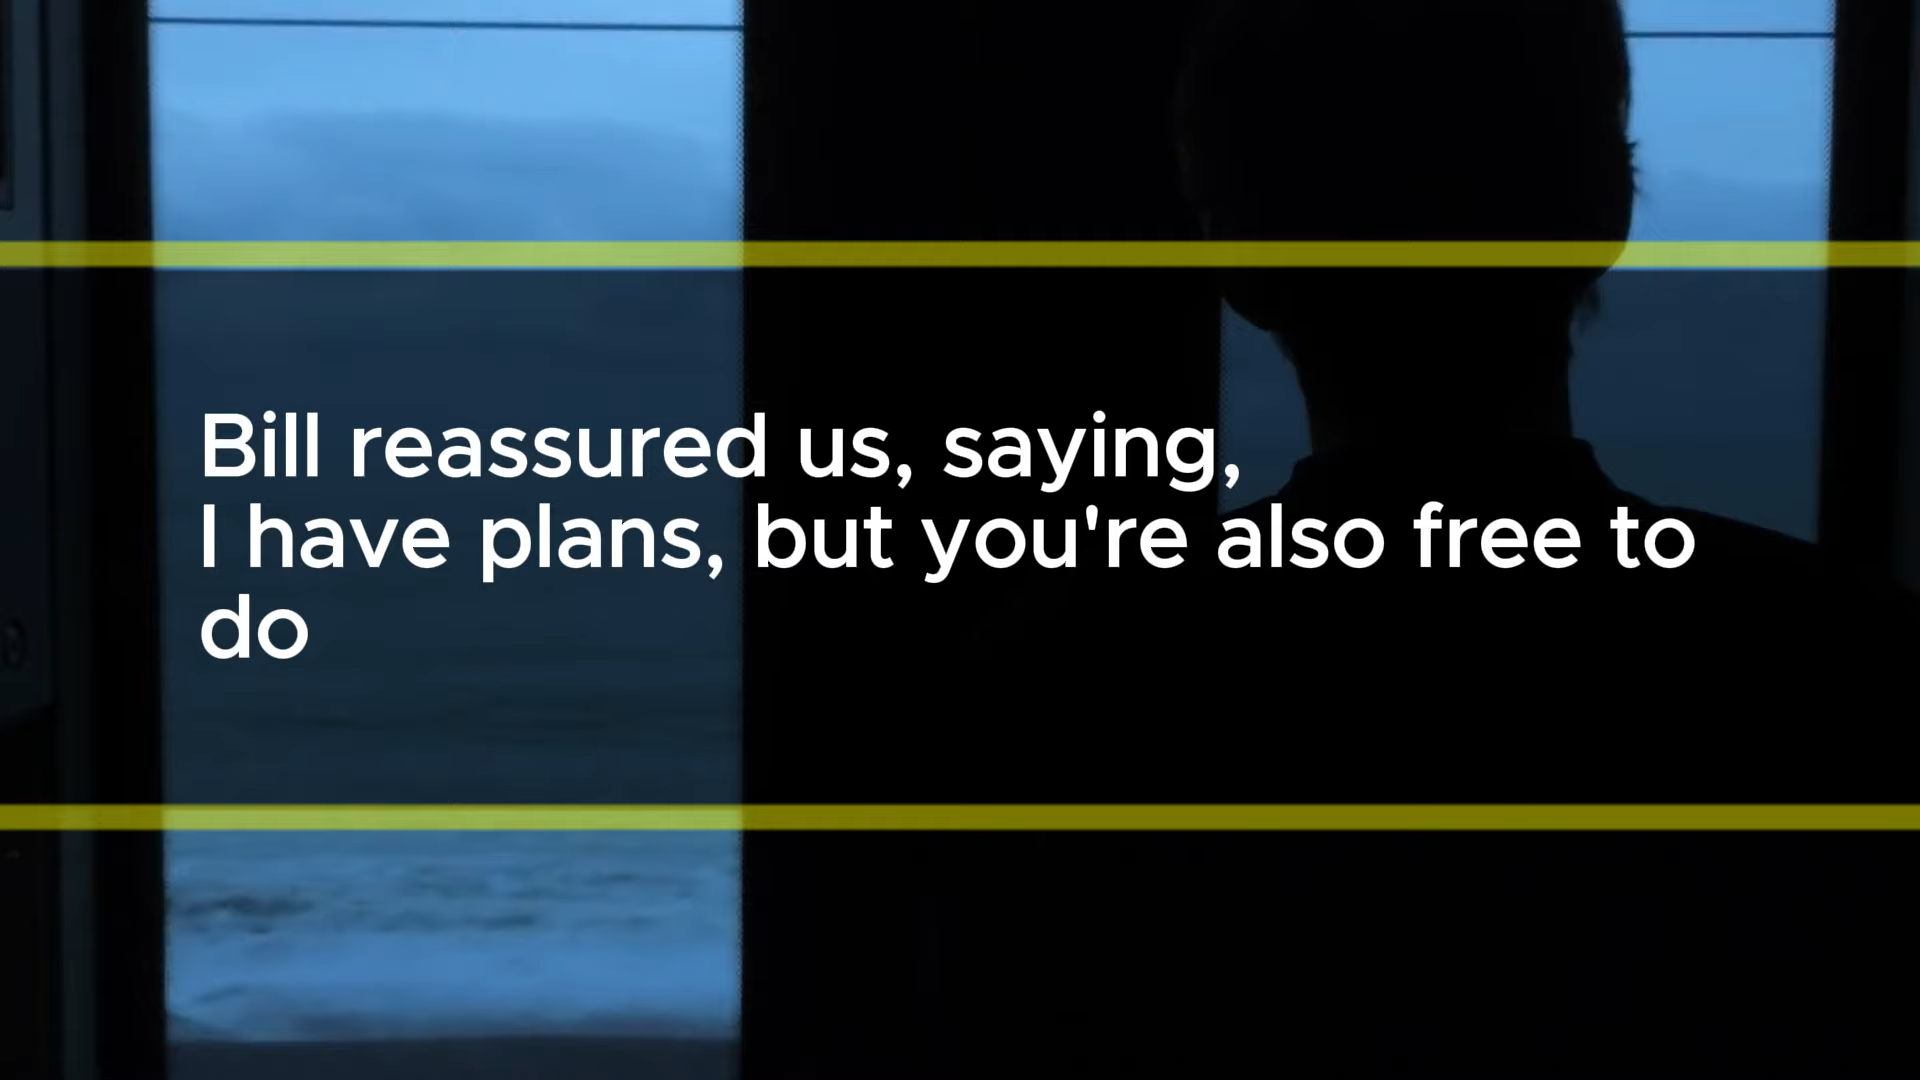 Bill reassured us, saying,
I have plans, but you're also free to
do